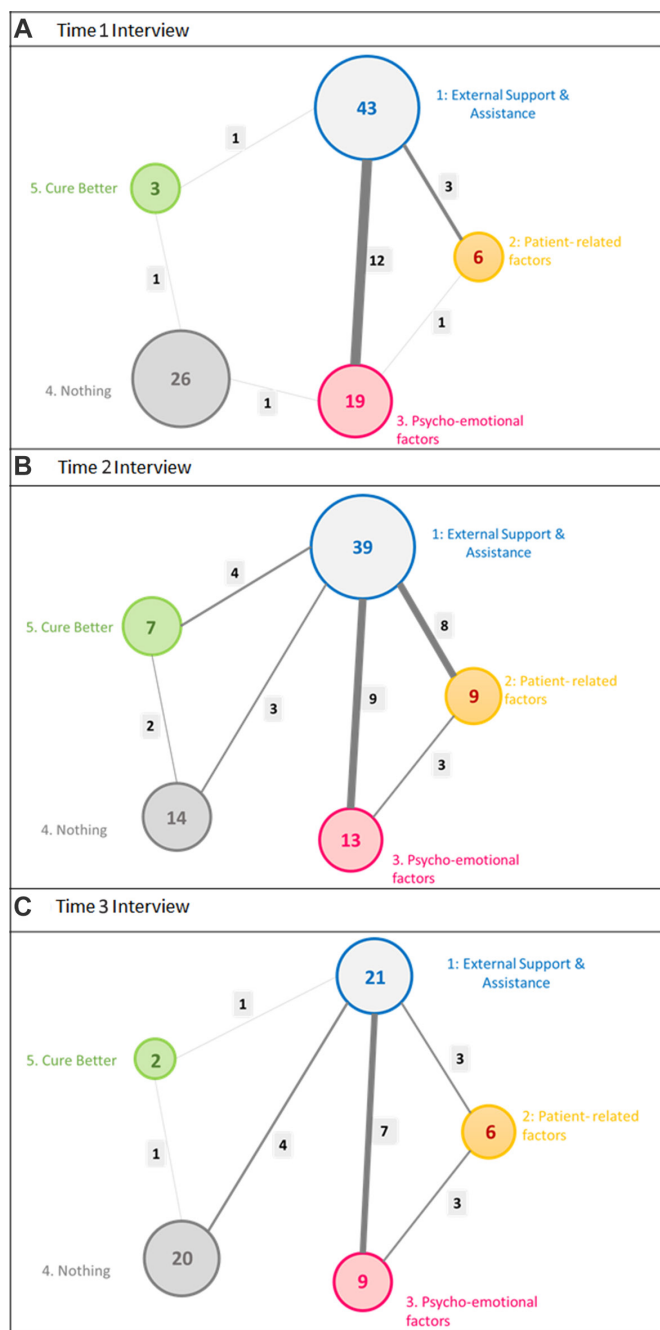 A Time 1 Interview
43
1: External Support &
Assistance
1
5. Cure Better
3
3
2: Patient- related
factors
6
12
1
1
4. Nothing
26
1
19
3. Psycho-emotional
factors
B Time 2 Interview
39
1: External Support &
Assistance
4
5. Cure Better
7
8
2: Patient- related
factors
9
9
3
2
3
4. Nothing
14
13
3. Psycho-emotional
factors
C Time 3 Interview
21
1: External Support &
Assistance
1
5. Cure Better
2
3
2: Patient- related
factors
6
7
4
1
3
4. Nothing
20
9
3. Psycho-emotional
factors